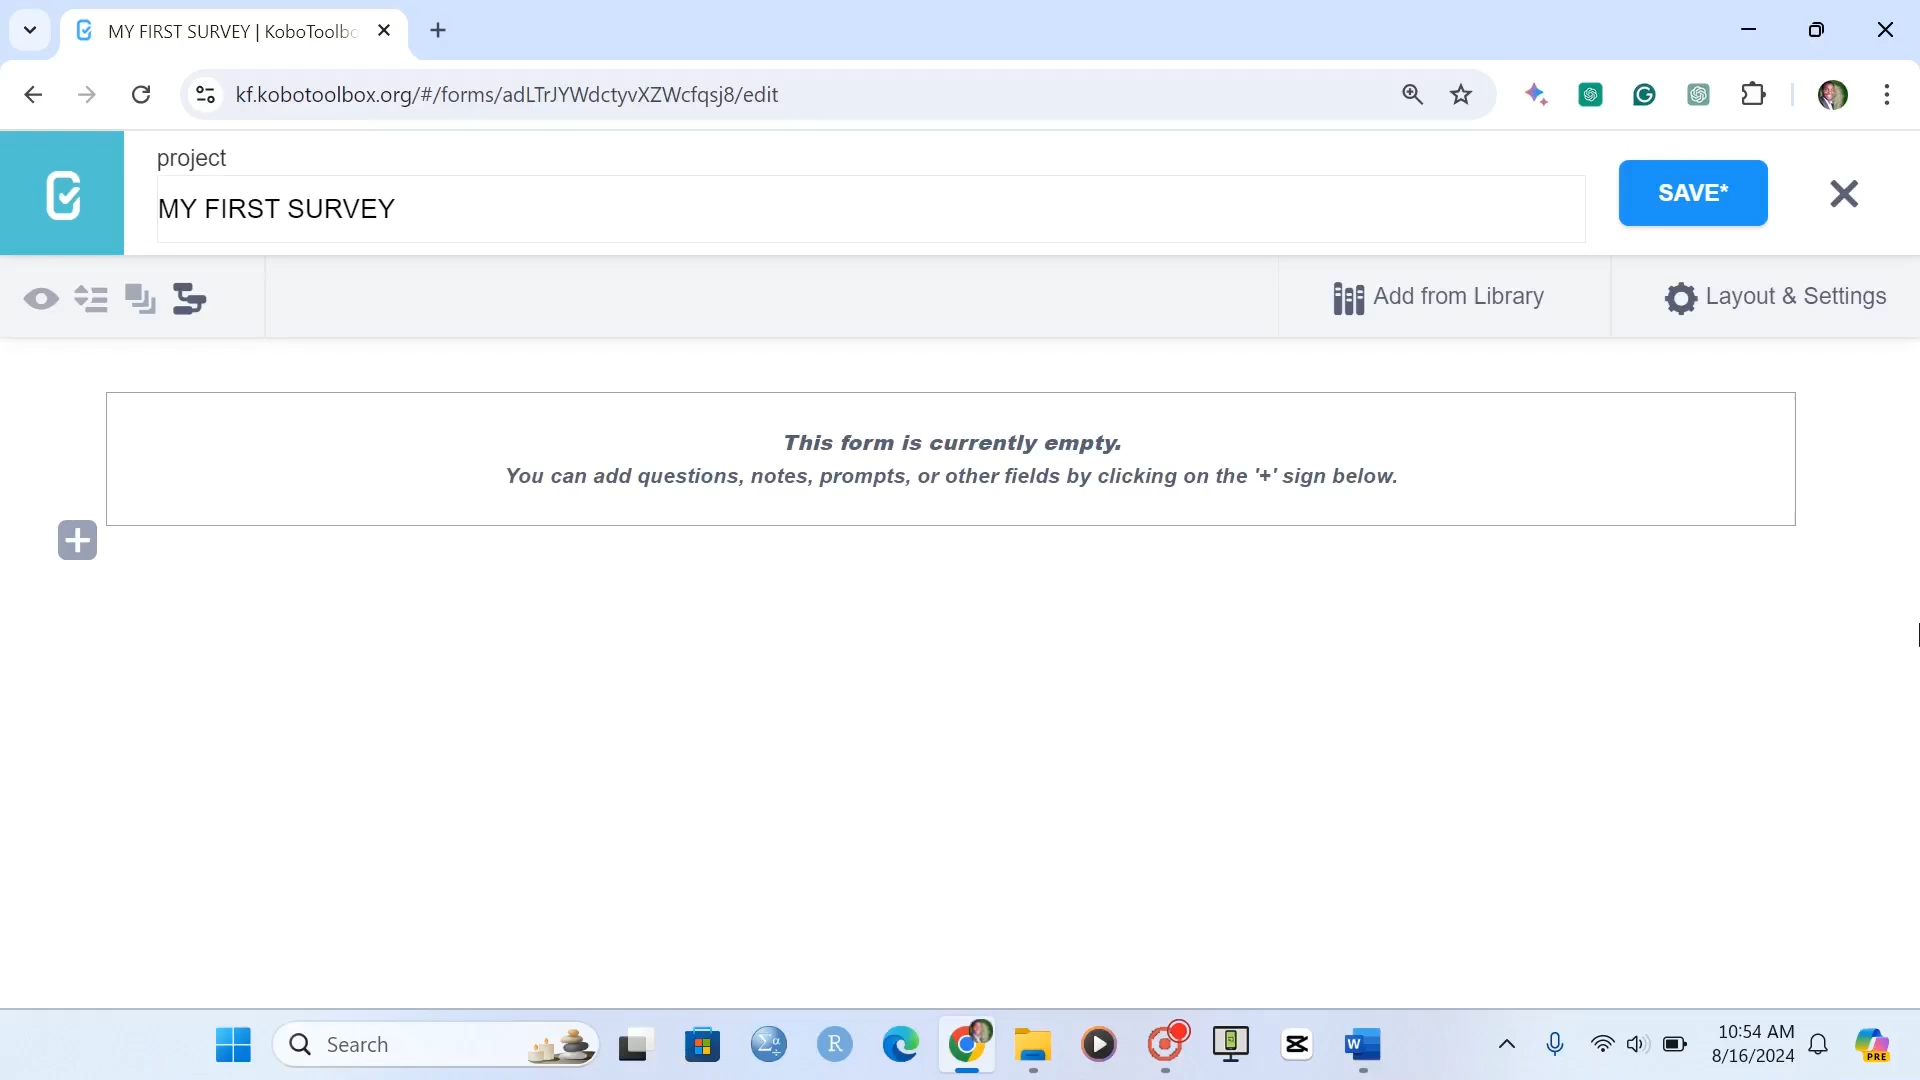 MY FIRST SURVEY | KoboToolbo
kf.kobotoolbox.org/#/forms/adLTrJYWdctyvXZWcfqsj8/edit
project
MY FIRST SURVEY
SAVE*
Add from Library
Layout & Settings
This form is currently empty.
You can add questions, notes, prompts, or other fields by clicking on the '+' sign below.
Search
Σα
R
W
10:54 AM
8/16/2024
PRE